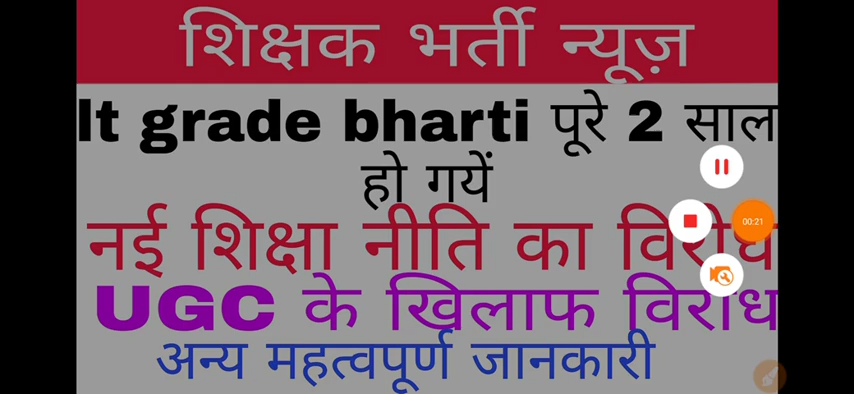 शिक्षक भर्ती न्यूज़
lt grade bharti पूरे 2 साल
हो गयें
नई शिक्षा नीति का विरोध
00:21
UGC के खिलाफ विरोध
अन्य महत्वपूर्ण जानकारी